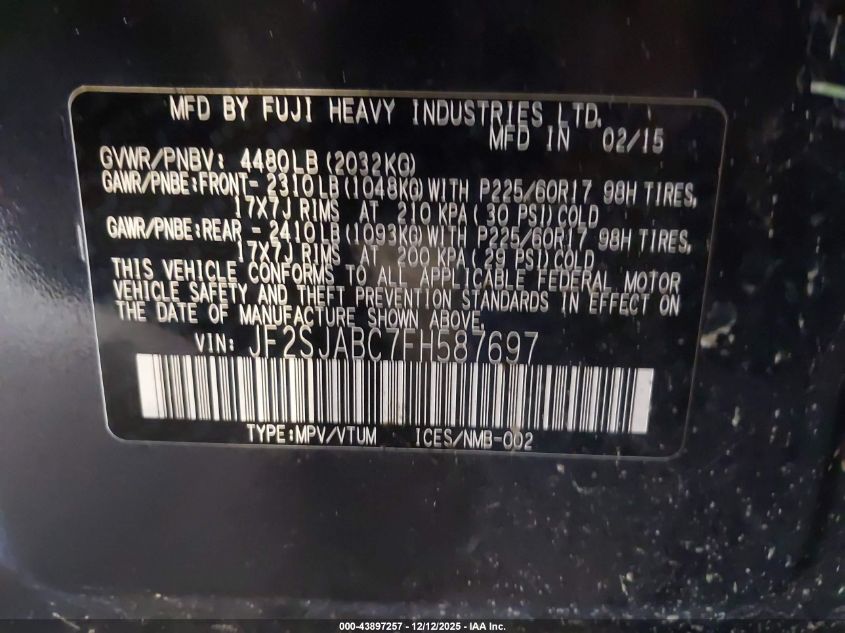 MFD BY FUJI HEAVY INDUSTRIES LTD.
MFD IN 02/15
GVWR/PNBV: 4480LB (2032KG)
GAWR/PNBE:FRONT- 2310LB (1048KG) WITH P225/60R17 98H TIRES,
17X7J RIMS AT 210 KPA (30 PSI) COLD
GAWR/PNBE:REAR - 2410LB (1093KG) WITH P225/60R17 98H TIRES,
17X7J RIMS AT 200 KPA (29 PSI) COLD
THIS VEHICLE CONFORMS TO ALL APPLICABLE FEDERAL MOTOR
VEHICLE SAFETY AND THEFT PREVENTION STANDARDS IN EFFECT ON
THE DATE OF MANUFACTURE SHOWN ABOVE.
VIN: JF2SJABC7FH587697
TYPE:MPV/VTUM ICES/NMB-002
000-43897257 - 12/12/2025 - IAA Inc.